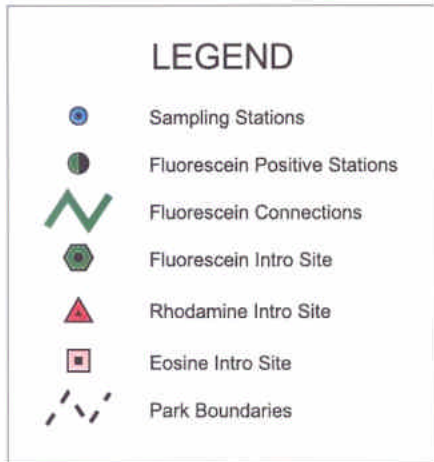 LEGEND
Sampling Stations
Fluorescein Positive Stations
Fluorescein Connections
Fluorescein Intro Site
Rhodamine Intro Site
Eosine Intro Site
Park Boundaries